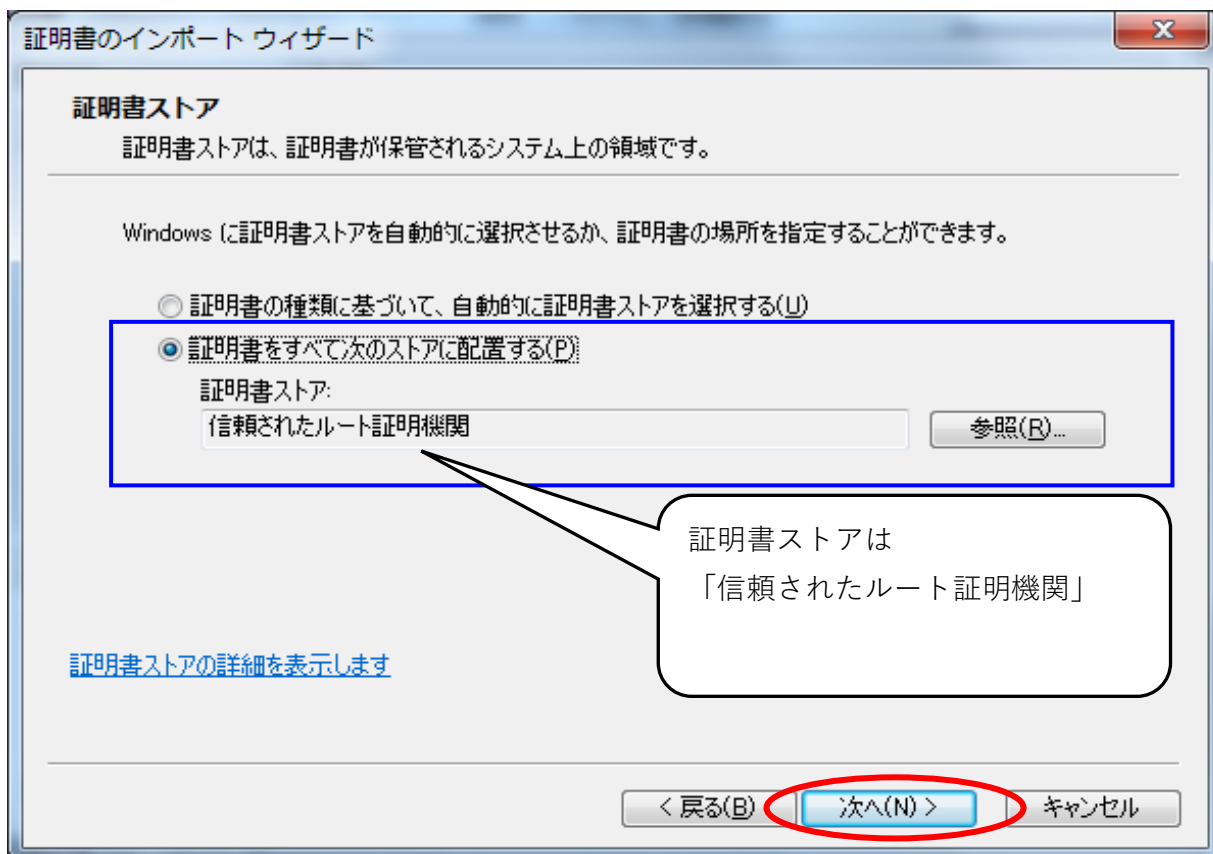 証明書のインポート ウィザード
証明書ストア
証明書ストアは、証明書が保管されるシステム上の領域です。
Windows に証明書ストアを自動的に選択させるか、証明書の場所を指定することができます。
証明書の種類に基づいて、自動的に証明書ストアを選択する(U)
証明書をすべて次のストアに配置する(P)
証明書ストア:
信頼されたルート証明機関
参照(R)...
証明書ストアは
「信頼されたルート証明機関」
証明書ストアの詳細を表示します
< 戻る(B)
次へ(N) >
キャンセル